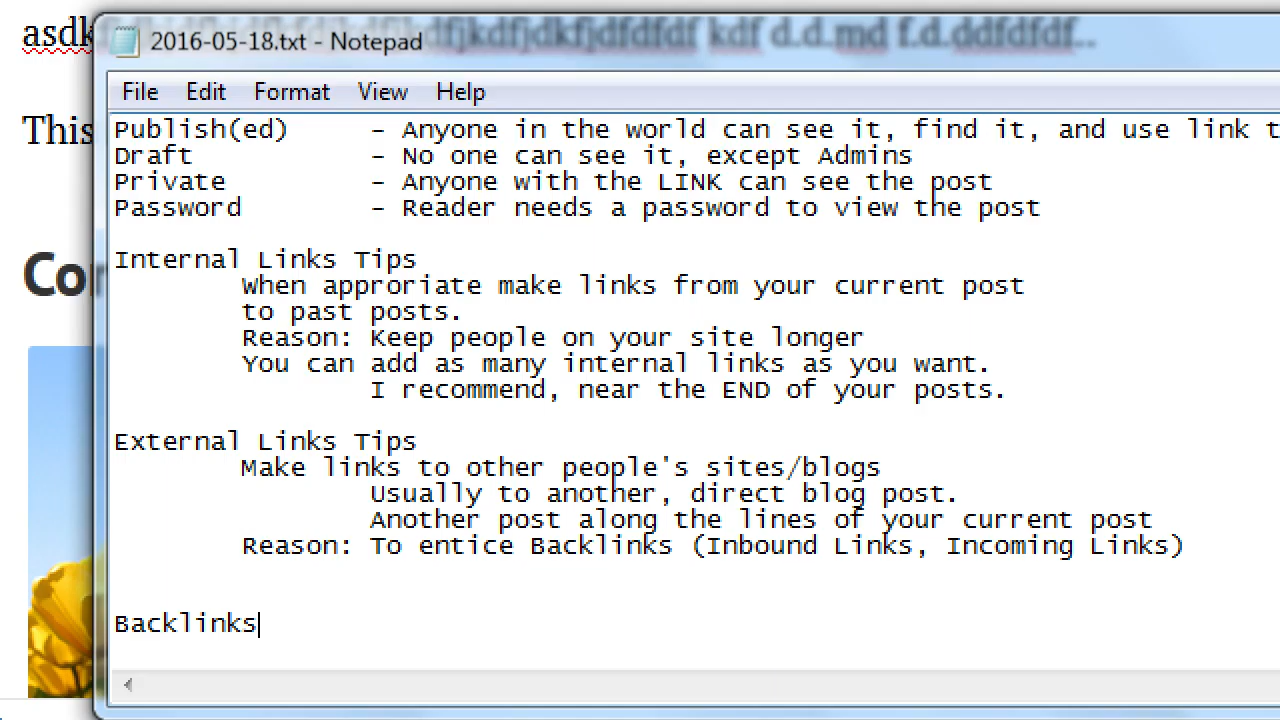 2016-05-18.txt - Notepad
File Edit Format View Help
This
Publish(ed) - Anyone in the world can see it, find it, and use link
Draft - No one can see it, except Admins
Private - Anyone with the LINK can see the post
Password - Reader needs a password to view the post
Internal Links Tips
When approriate make links from your current post
to past posts.
Reason: Keep people on your site longer
You can add as many internal links as you want.
I recommend, near the END of your posts.
External Links Tips
Make links to other people's sites/blogs
Usually to another, direct blog post.
Another post along the lines of your current post
Reason: To entice Backlinks (Inbound Links, Incoming Links)
Backlinks